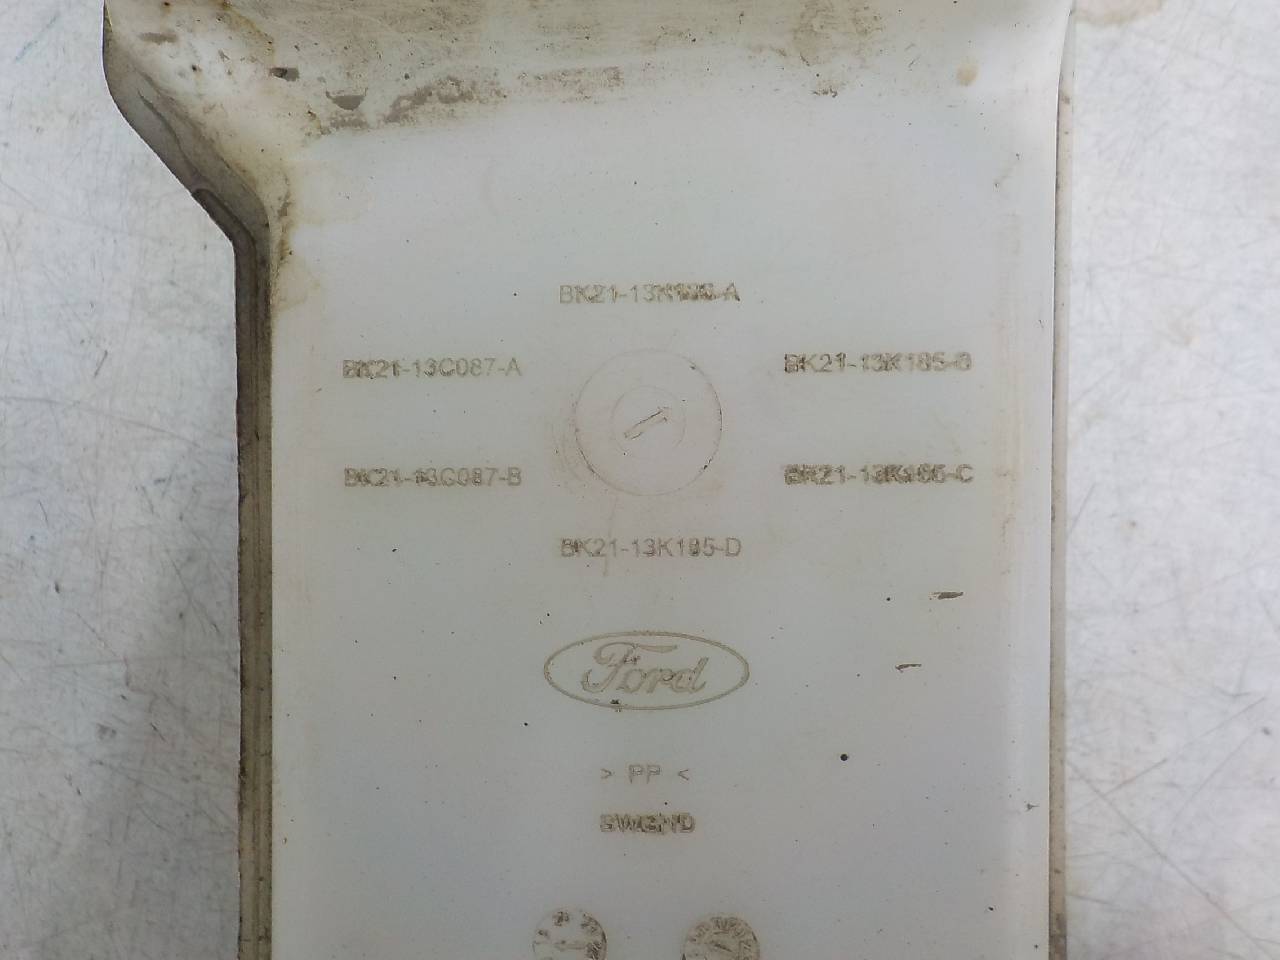 BK21-13K185-A
BK21-13C087-A
BK21-13K185-B
BK21-13C087-B
BK21-13K185-C
BK21-13K185-D
Ford
> PP <